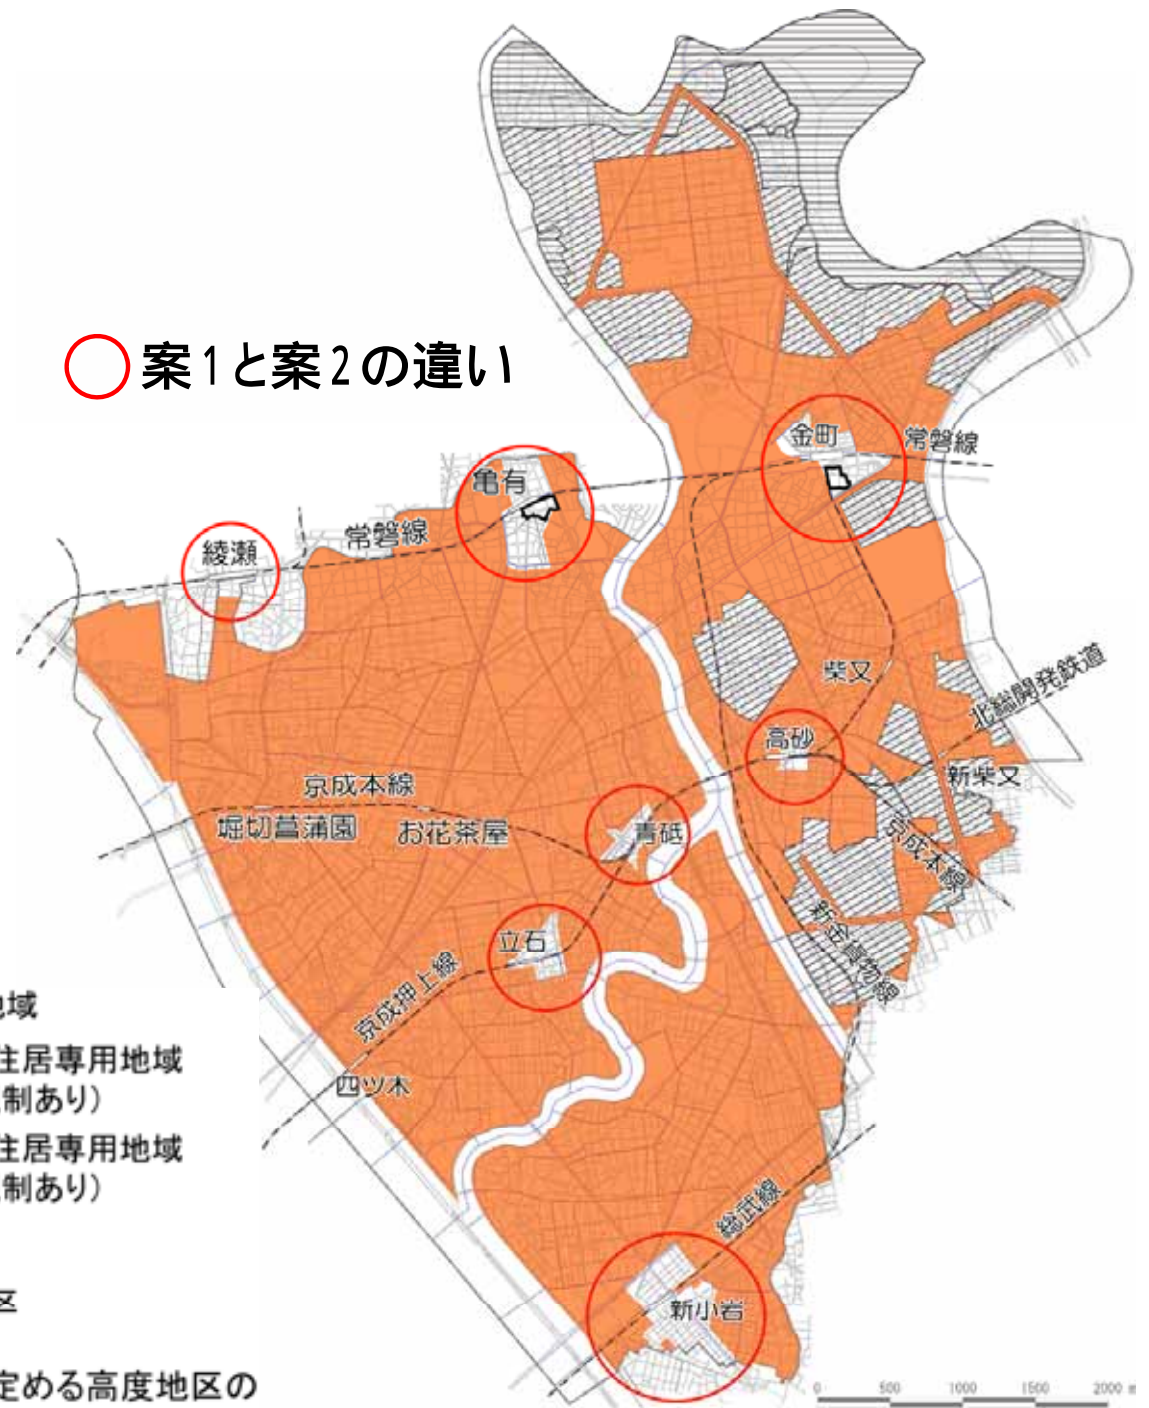 案1と案2の違い
金町
常磐線
亀有
常磐線
綾瀬
柴又
北総開発鉄道
高砂
新柴又
京成本線
堀切菖蒲園
お花茶屋
青砥
京成本線
新金貨物線
立石
京成押上線
四ツ木
地域
住居専用地域
制あり）
住居専用地域
制あり）
区
定める高度地区の
総武線
新小岩
0 500 1000 1500 2000